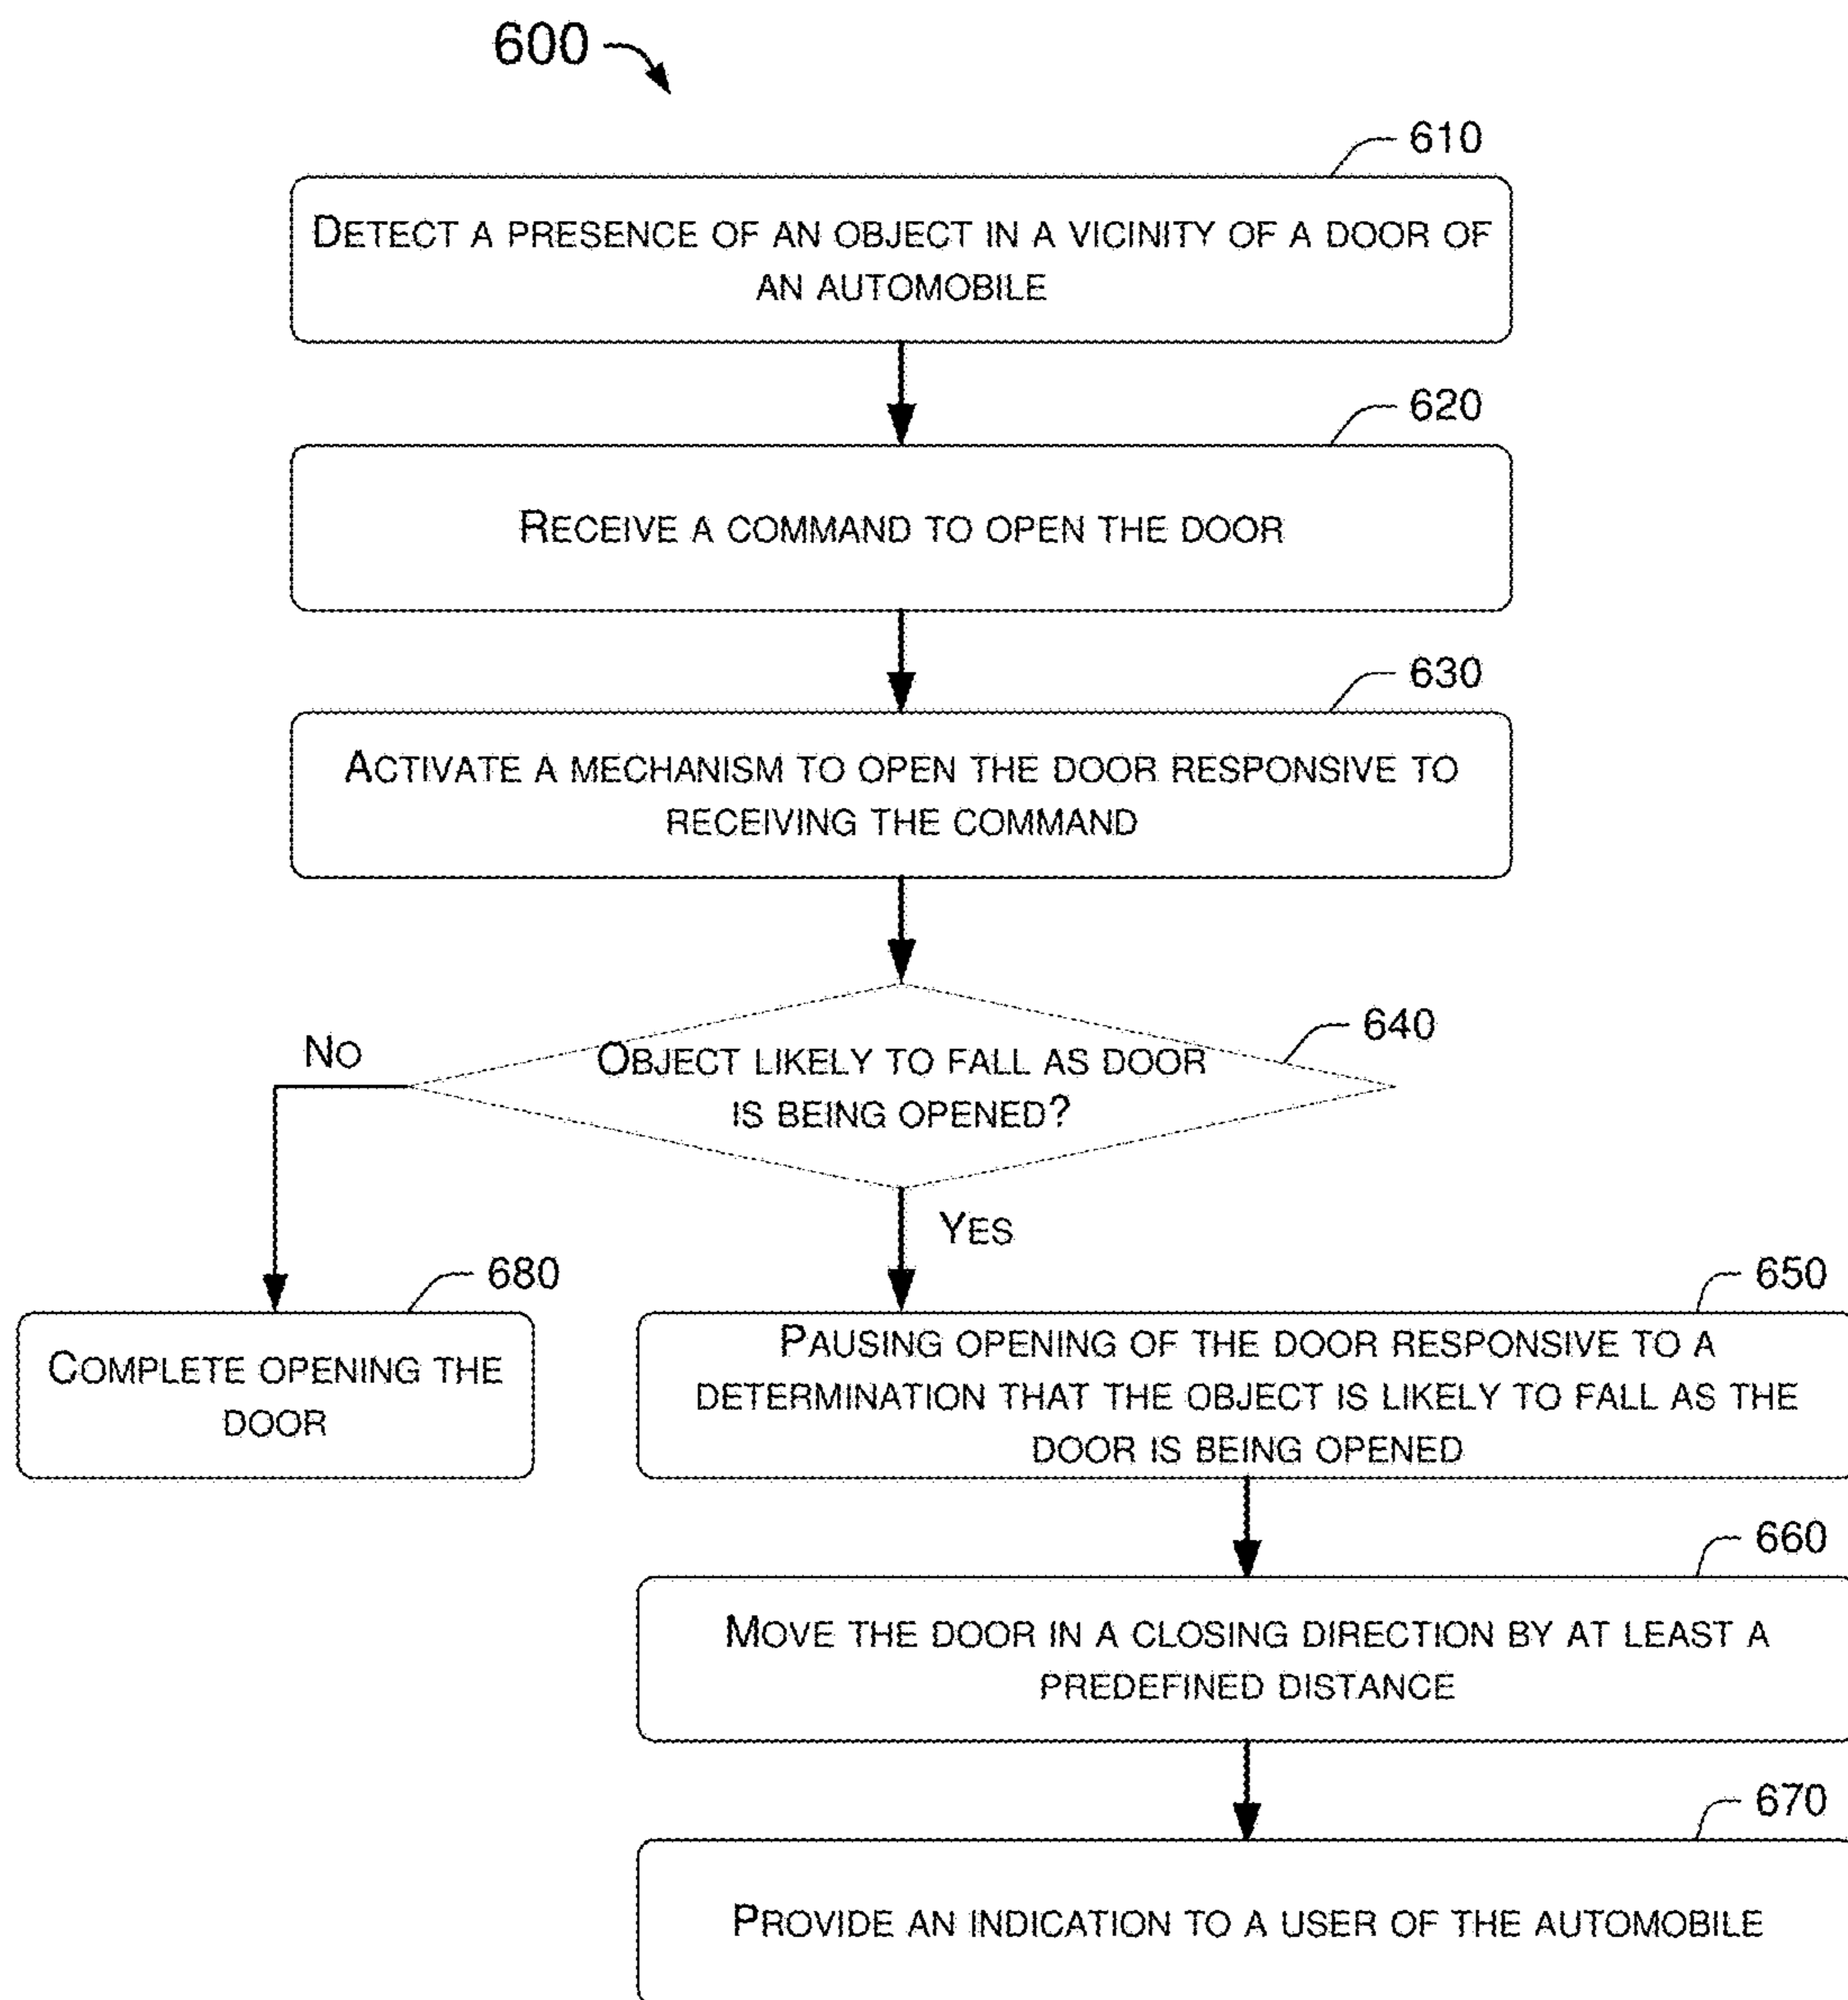 600
610
DETECT A PRESENCE OF AN OBJECT IN A VICINITY OF A DOOR OF
AN AUTOMOBILE
620
RECEIVE A COMMAND TO OPEN THE DOOR
630
ACTIVATE A MECHANISM TO OPEN THE DOOR RESPONSIVE TO
RECEIVING THE COMMAND
640
NO
OBJECT LIKELY TO FALL AS DOOR
IS BEING OPENED?
YES
680
COMPLETE OPENING THE
DOOR
650
PAUSING OPENING OF THE DOOR RESPONSIVE TO A
DETERMINATION THAT THE OBJECT IS LIKELY TO FALL AS THE
DOOR IS BEING OPENED
660
MOVE THE DOOR IN A CLOSING DIRECTION BY AT LEAST A
PREDEFINED DISTANCE
670
PROVIDE AN INDICATION TO A USER OF THE AUTOMOBILE